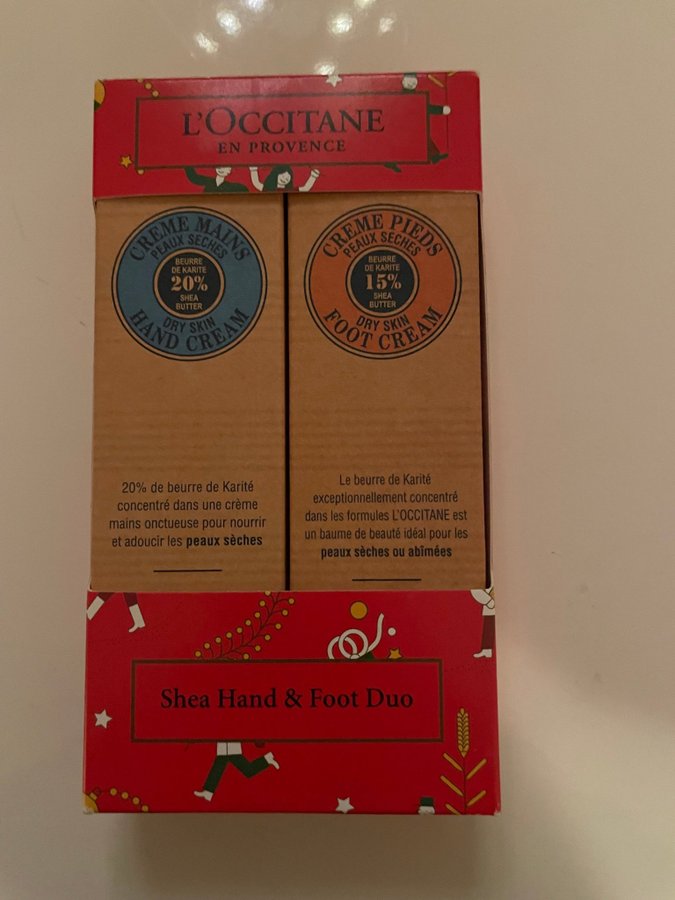 L'OCCITANE
EN PROVENCE
CREME MAINS
PEAUX SECHES
BEURRE
DE KARITE
20%
SHEA
BUTTER
DRY SKIN
HAND CREAM
20% de beurre de Karité
concentré dans une crème
mains onctueuse pour nourrir
et adoucir les peaux sèches
CREME PIEDS
PEAUX SECHES
BEURRE
DE KARITE
15%
SHEA
BUTTER
DRY SKIN
FOOT CREAM
Le beurre de Karité
exceptionnellement concentré
dans les formules L'OCCITANE est
un baume de beauté idéal pour les
peaux sèches ou abîmées
Shea Hand & Foot Duo